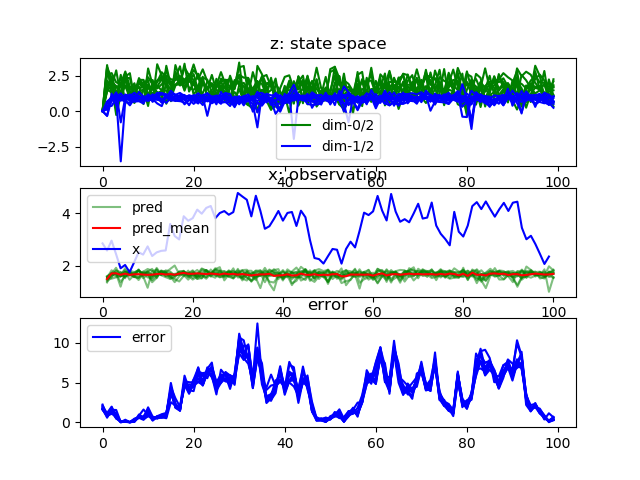 z: state space
2.5
0.0
−2.5
dim-0/2
dim-1/2
0 20 40 60 80 100
x: observation
4
2
pred
pred_mean
x
0 20 40 60 80 100
error
10
5
0
error
0 20 40 60 80 100